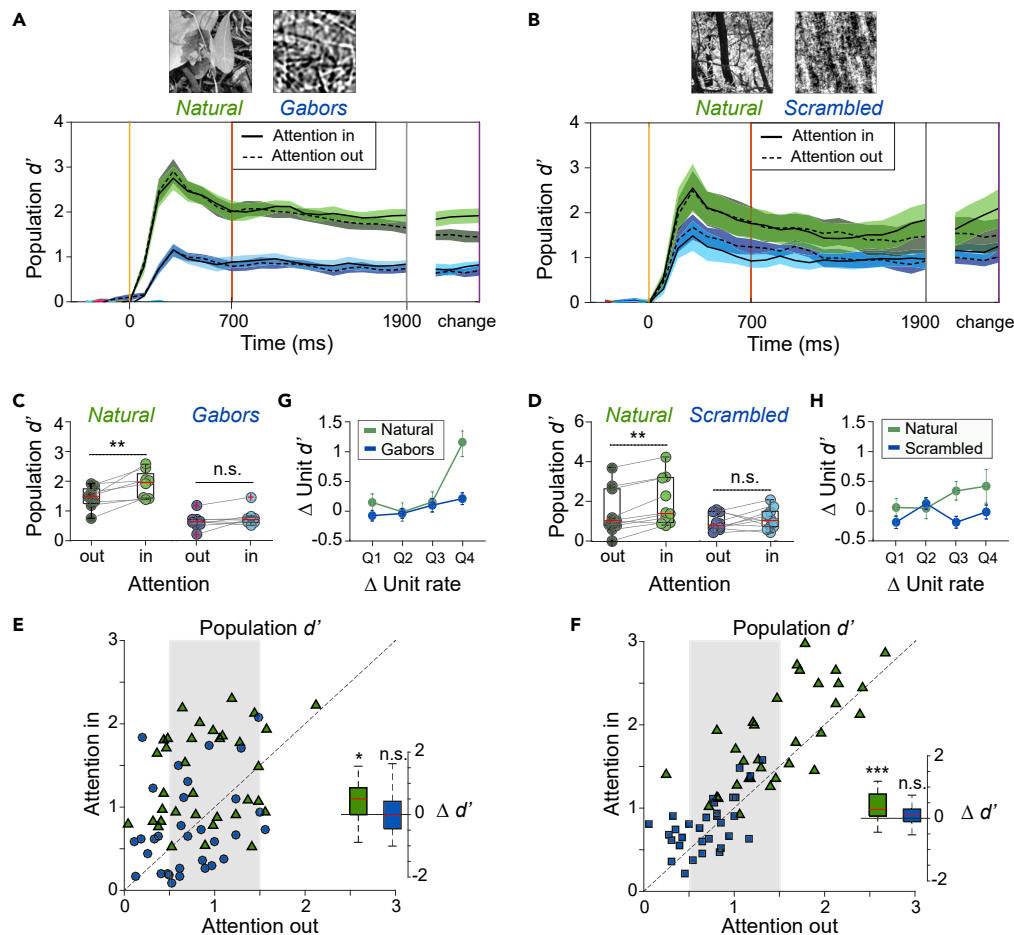 A
Natural
Gabors
4
3
2
1
0
Population d'
Attention in
Attention out
0
700
1900
change
Time (ms)
B
Natural
Scrambled
4
3
2
1
0
Population d'
Attention in
Attention out
0
700
1900
change
Time (ms)
C
Natural
Gabors
4
3
2
1
0
Population d'
**
n.s.
out
in
out
in
Attention
G
1.5
1
0.5
0
-0.5
Δ Unit d'
Natural
Gabors
Q1
Q2
Q3
Q4
Δ Unit rate
D
Natural
Scrambled
6
4
2
0
Population d'
**
n.s.
out
in
out
in
Attention
H
1.5
1
0.5
0
-0.5
Δ Unit d'
Natural
Scrambled
Q1
Q2
Q3
Q4
Δ Unit rate
E
Population d'
3
2
1
0
Attention in
*
n.s.
2
0
-2
Δ d'
0
1
2
3
Attention out
F
Population d'
3
2
1
0
Attention in
***
n.s.
2
0
-2
Δ d'
0
1
2
3
Attention out